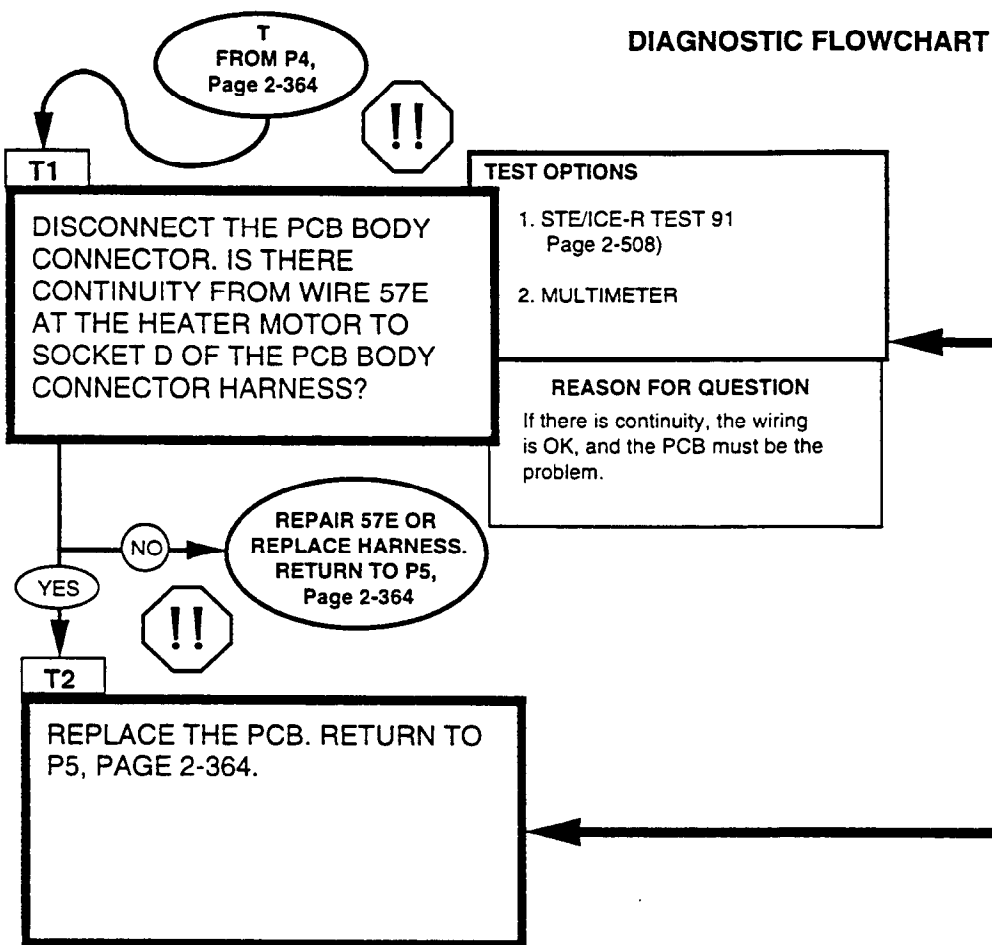 DIAGNOSTIC FLOWCHART
T
FROM P4,
Page 2-364
!!
T1
DISCONNECT THE PCB BODY
CONNECTOR. IS THERE
CONTINUITY FROM WIRE 57E
AT THE HEATER MOTOR TO
SOCKET D OF THE PCB BODY
CONNECTOR HARNESS?
TEST OPTIONS
1. STE/ICE-R TEST 91
Page 2-508)
2. MULTIMETER
REASON FOR QUESTION
If there is continuity, the wiring
is OK, and the PCB must be the
problem.
NO
REPAIR 57E OR
REPLACE HARNESS.
RETURN TO P5,
Page 2-364
YES
!!
T2
REPLACE THE PCB. RETURN TO
P5, PAGE 2-364.